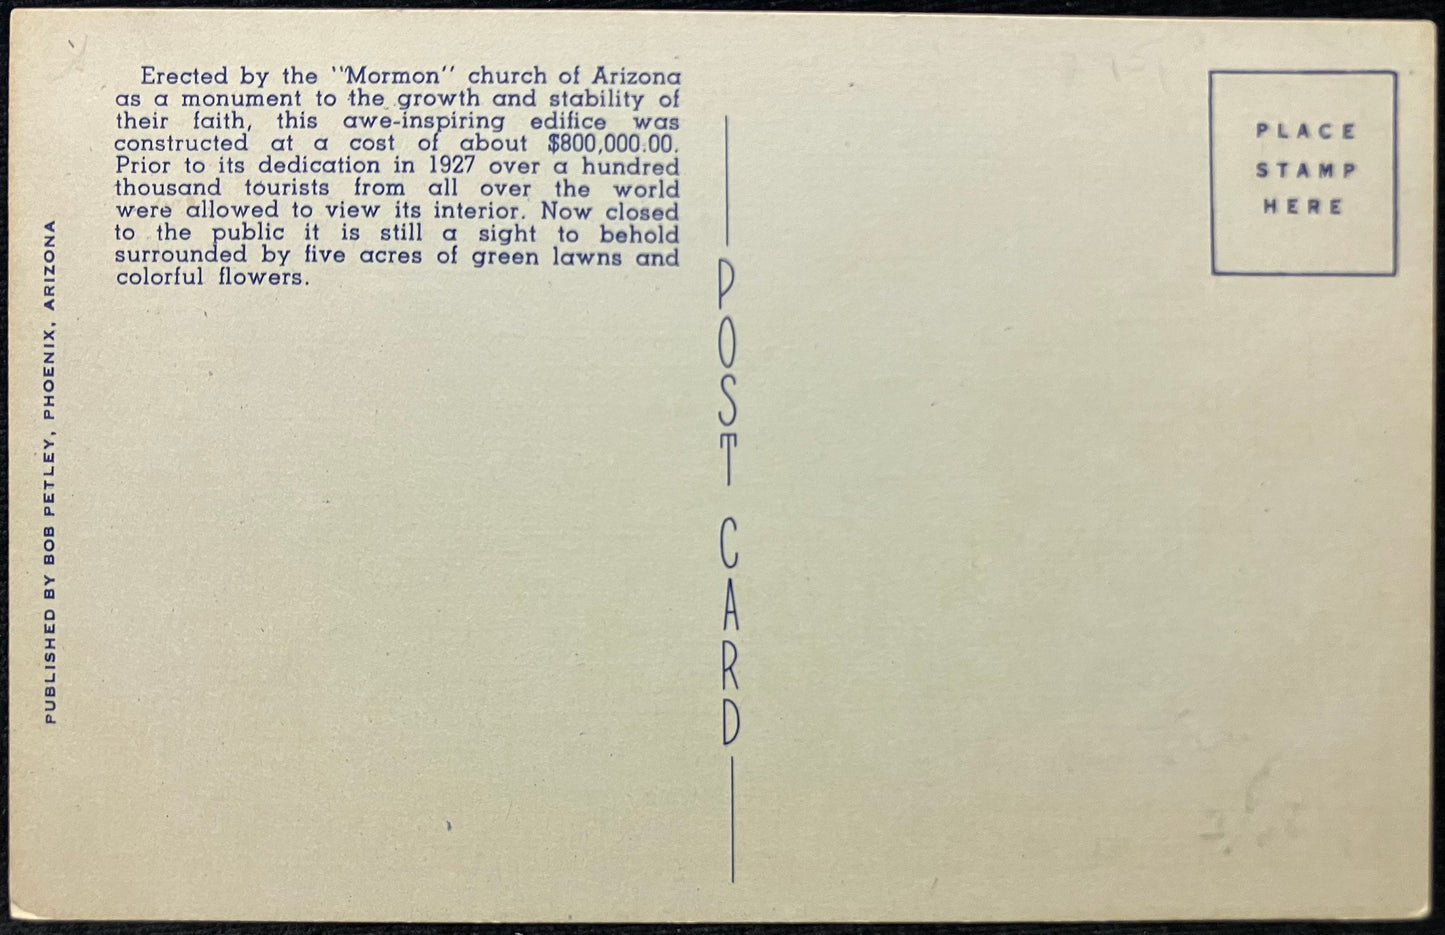 Erected by the "Mormon" church of Arizona
as a monument to the growth and stability of
their faith, this awe-inspiring edifice was
constructed at a cost of about $800,000.00.
Prior to its dedication in 1927 over a hundred
thousand tourists from all over the world
were allowed to view its interior. Now closed
to the public it is still a sight to behold
surrounded by five acres of green lawns and
colorful flowers.
PUBLISHED BY BOB PETLEY, PHOENIX, ARIZONA
POST CARD
PLACE
STAMP
HERE